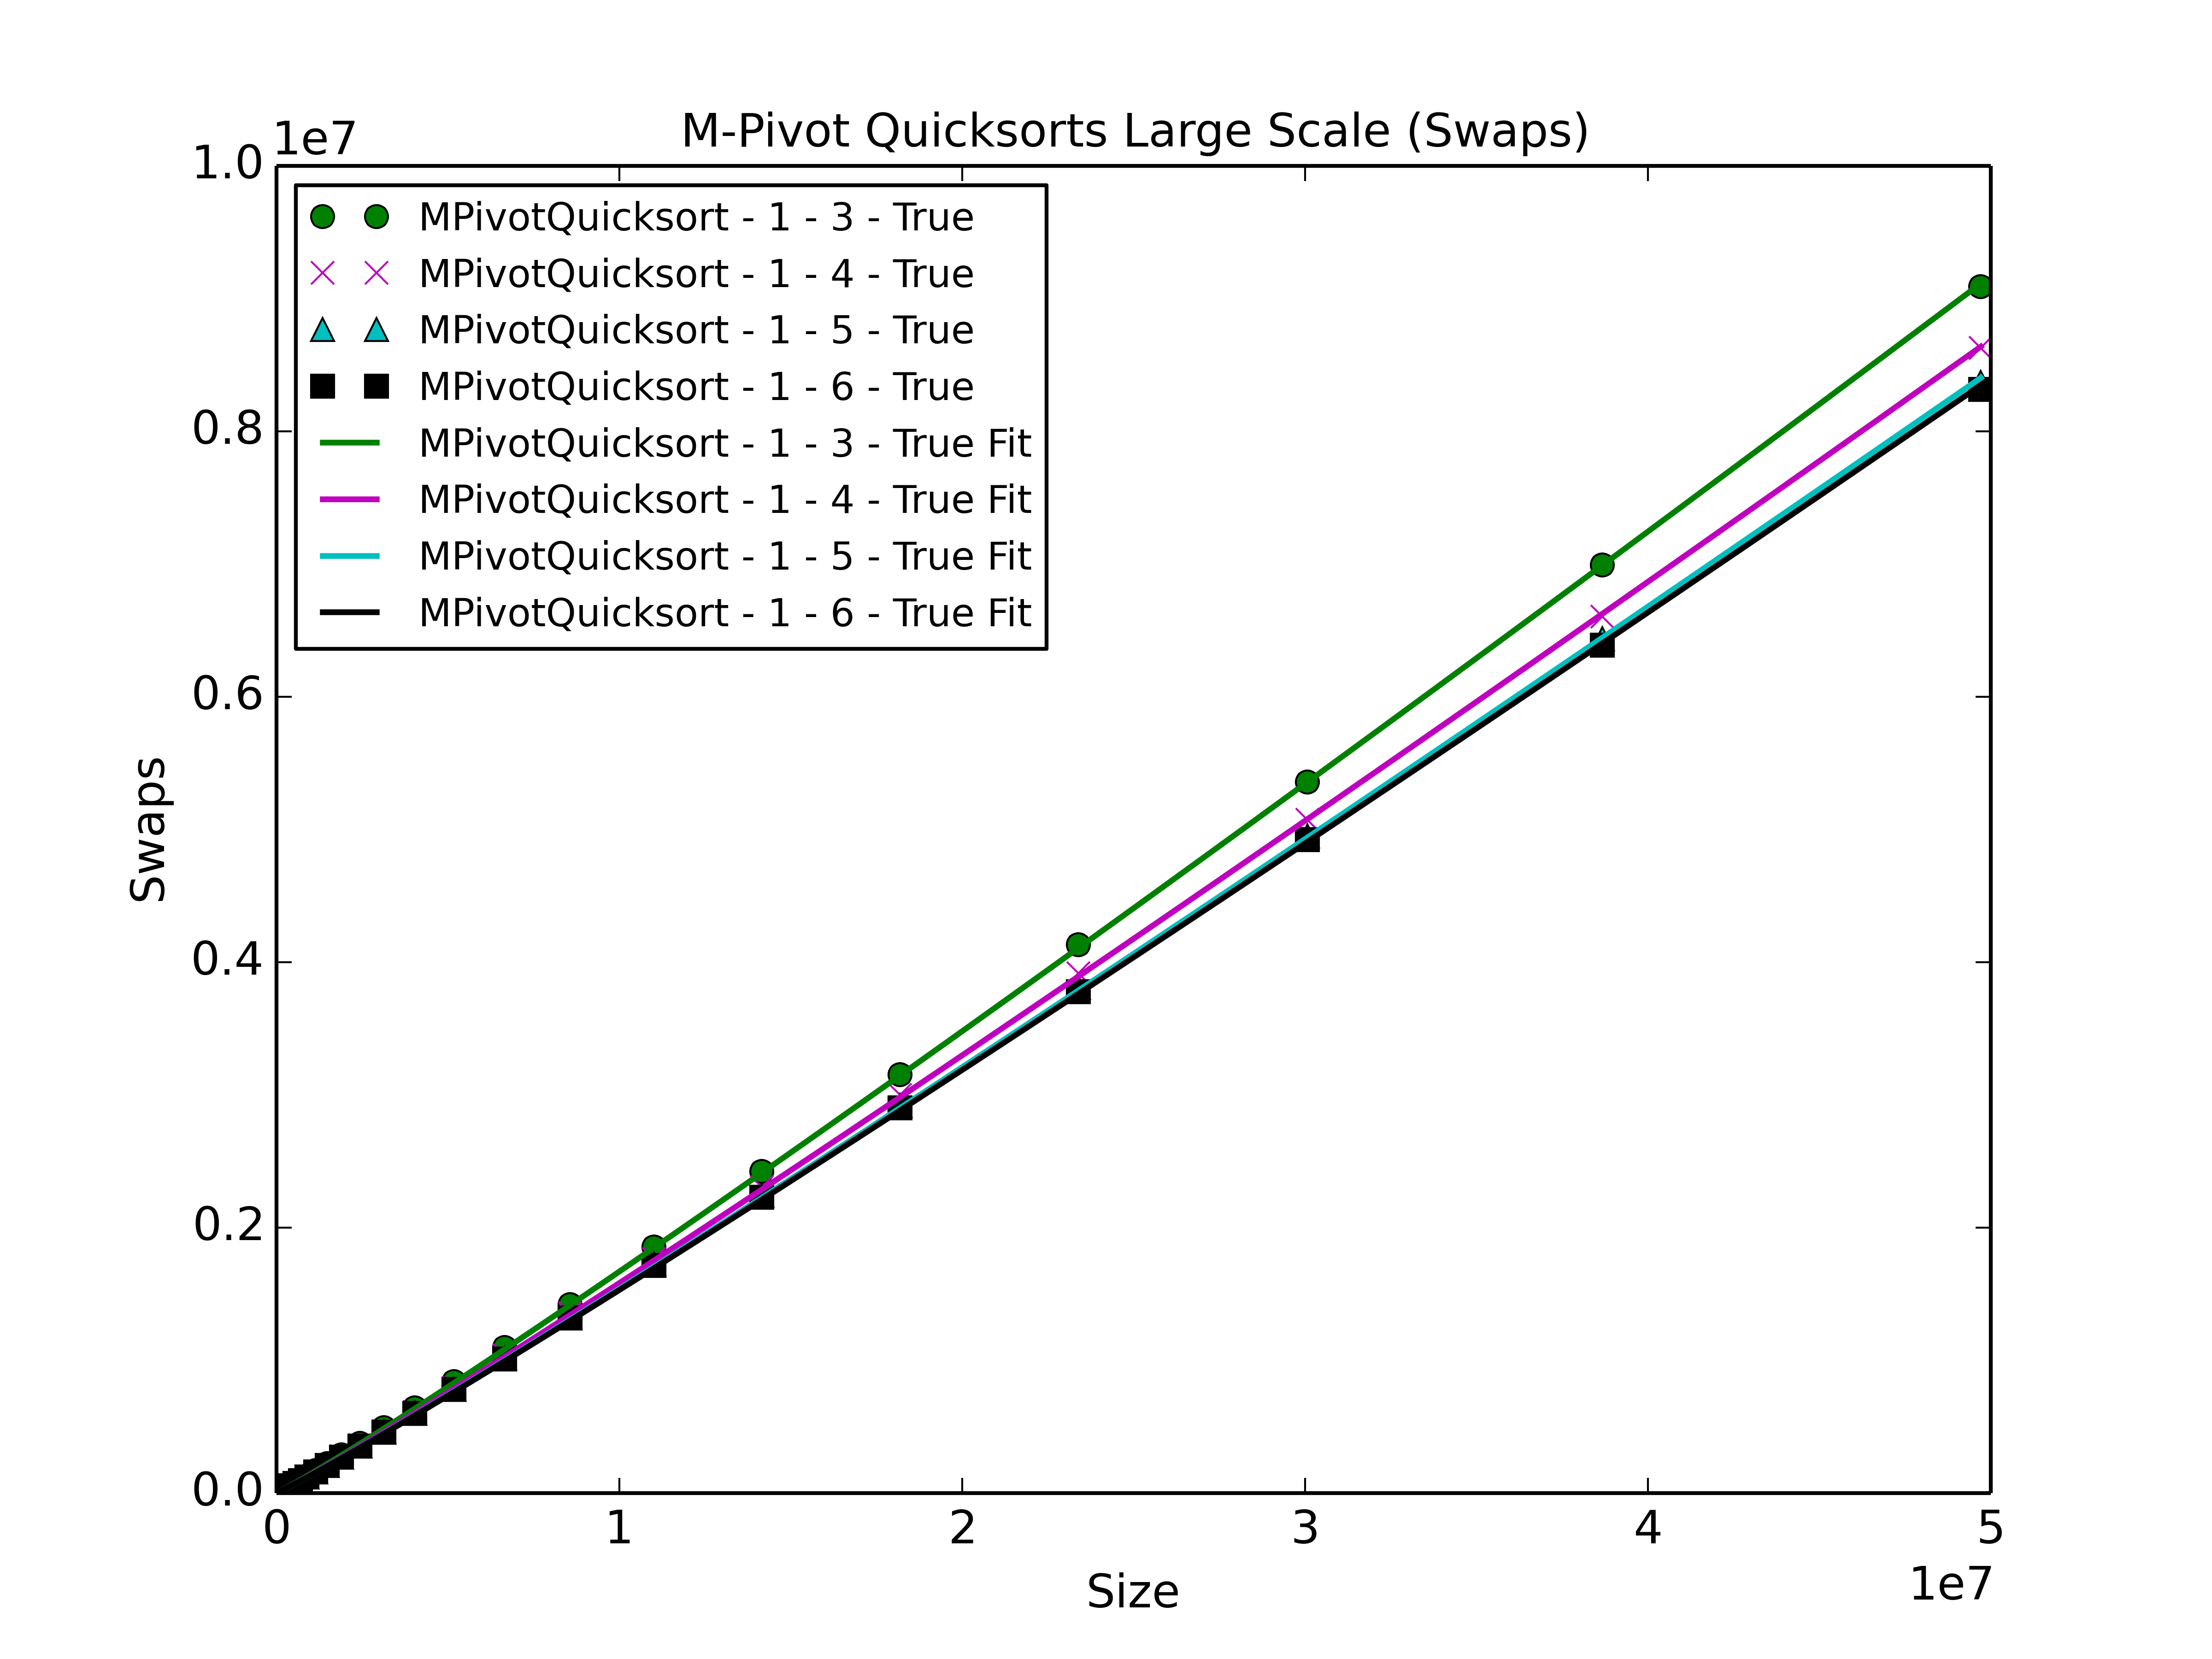 M-Pivot Quicksorts Large Scale (Swaps)
1e7
1.0
0.8
0.6
0.4
0.2
0.0
Swaps
MPivotQuicksort - 1 - 3 - True
MPivotQuicksort - 1 - 4 - True
MPivotQuicksort - 1 - 5 - True
MPivotQuicksort - 1 - 6 - True
MPivotQuicksort - 1 - 3 - True Fit
MPivotQuicksort - 1 - 4 - True Fit
MPivotQuicksort - 1 - 5 - True Fit
MPivotQuicksort - 1 - 6 - True Fit
0 1 2 3 4 5
Size
1e7